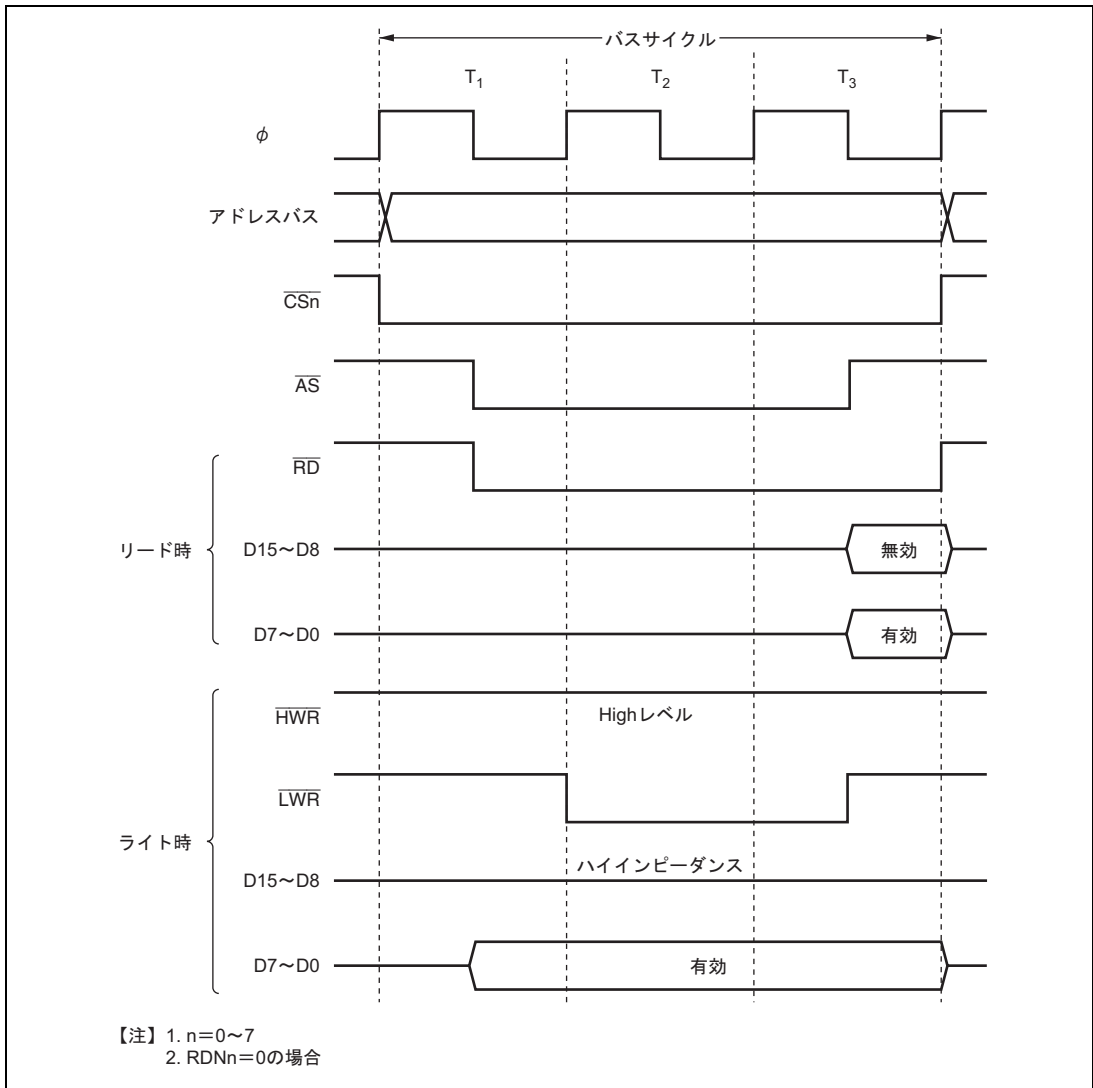 バスサイクル
T1 T2 T3
φ
アドレスバス
CSn
AS
RD
リード時
D15～D8 無効
D7～D0 有効
HWR Highレベル
LWR
ライト時
D15～D8 ハイインピーダンス
D7～D0 有効
【注】1. n＝0～7
2. RDNn＝0の場合